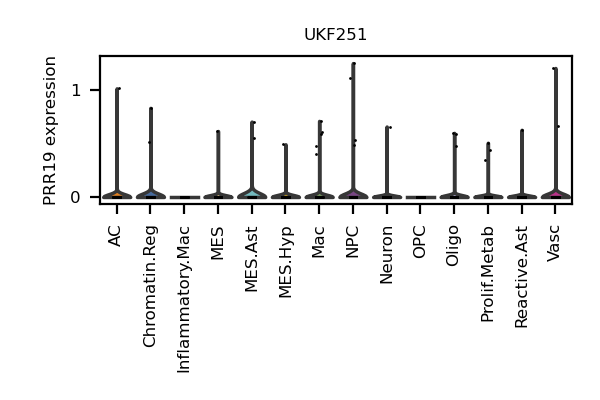 UKF251
PRR19 expression
1
0
AC
Chromatin.Reg
Inflammatory.Mac
MES
MES.Ast
MES.Hyp
Mac
NPC
Neuron
OPC
Oligo
Prolif.Metab
Reactive.Ast
Vasc